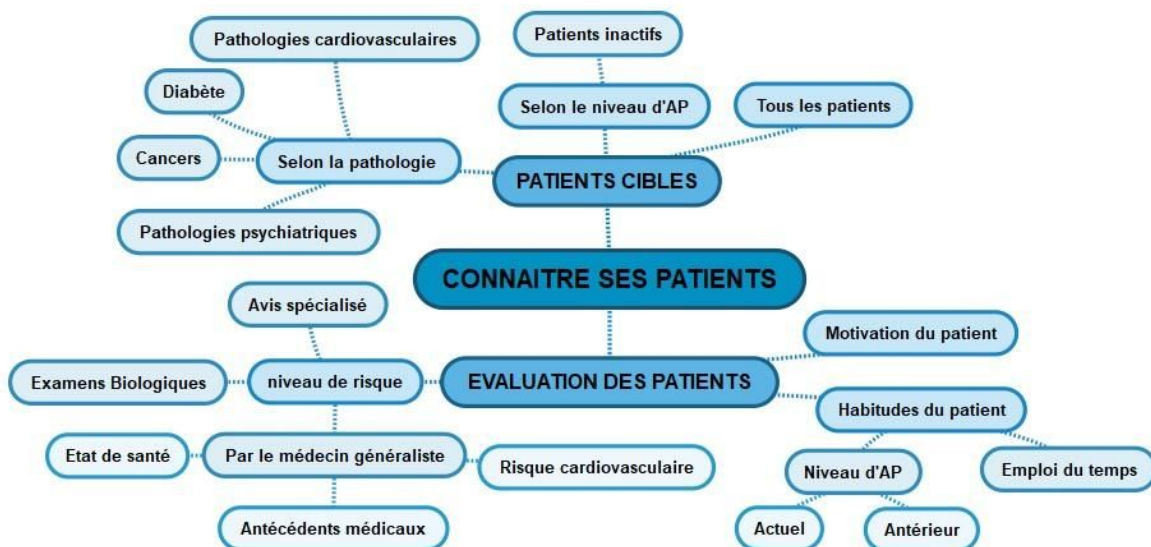 Pathologies cardiovasculaires
Patients inactifs
Diabète
Selon le niveau d'AP
Tous les patients
Cancers
Selon la pathologie
PATIENTS CIBLES
Pathologies psychiatriques
CONNAITRE SES PATIENTS
Avis spécialisé
Motivation du patient
Examens Biologiques
niveau de risque
EVALUATION DES PATIENTS
Habitudes du patient
Etat de santé
Par le médecin généraliste
Risque cardiovasculaire
Niveau d'AP
Emploi du temps
Antécédents médicaux
Actuel
Antérieur